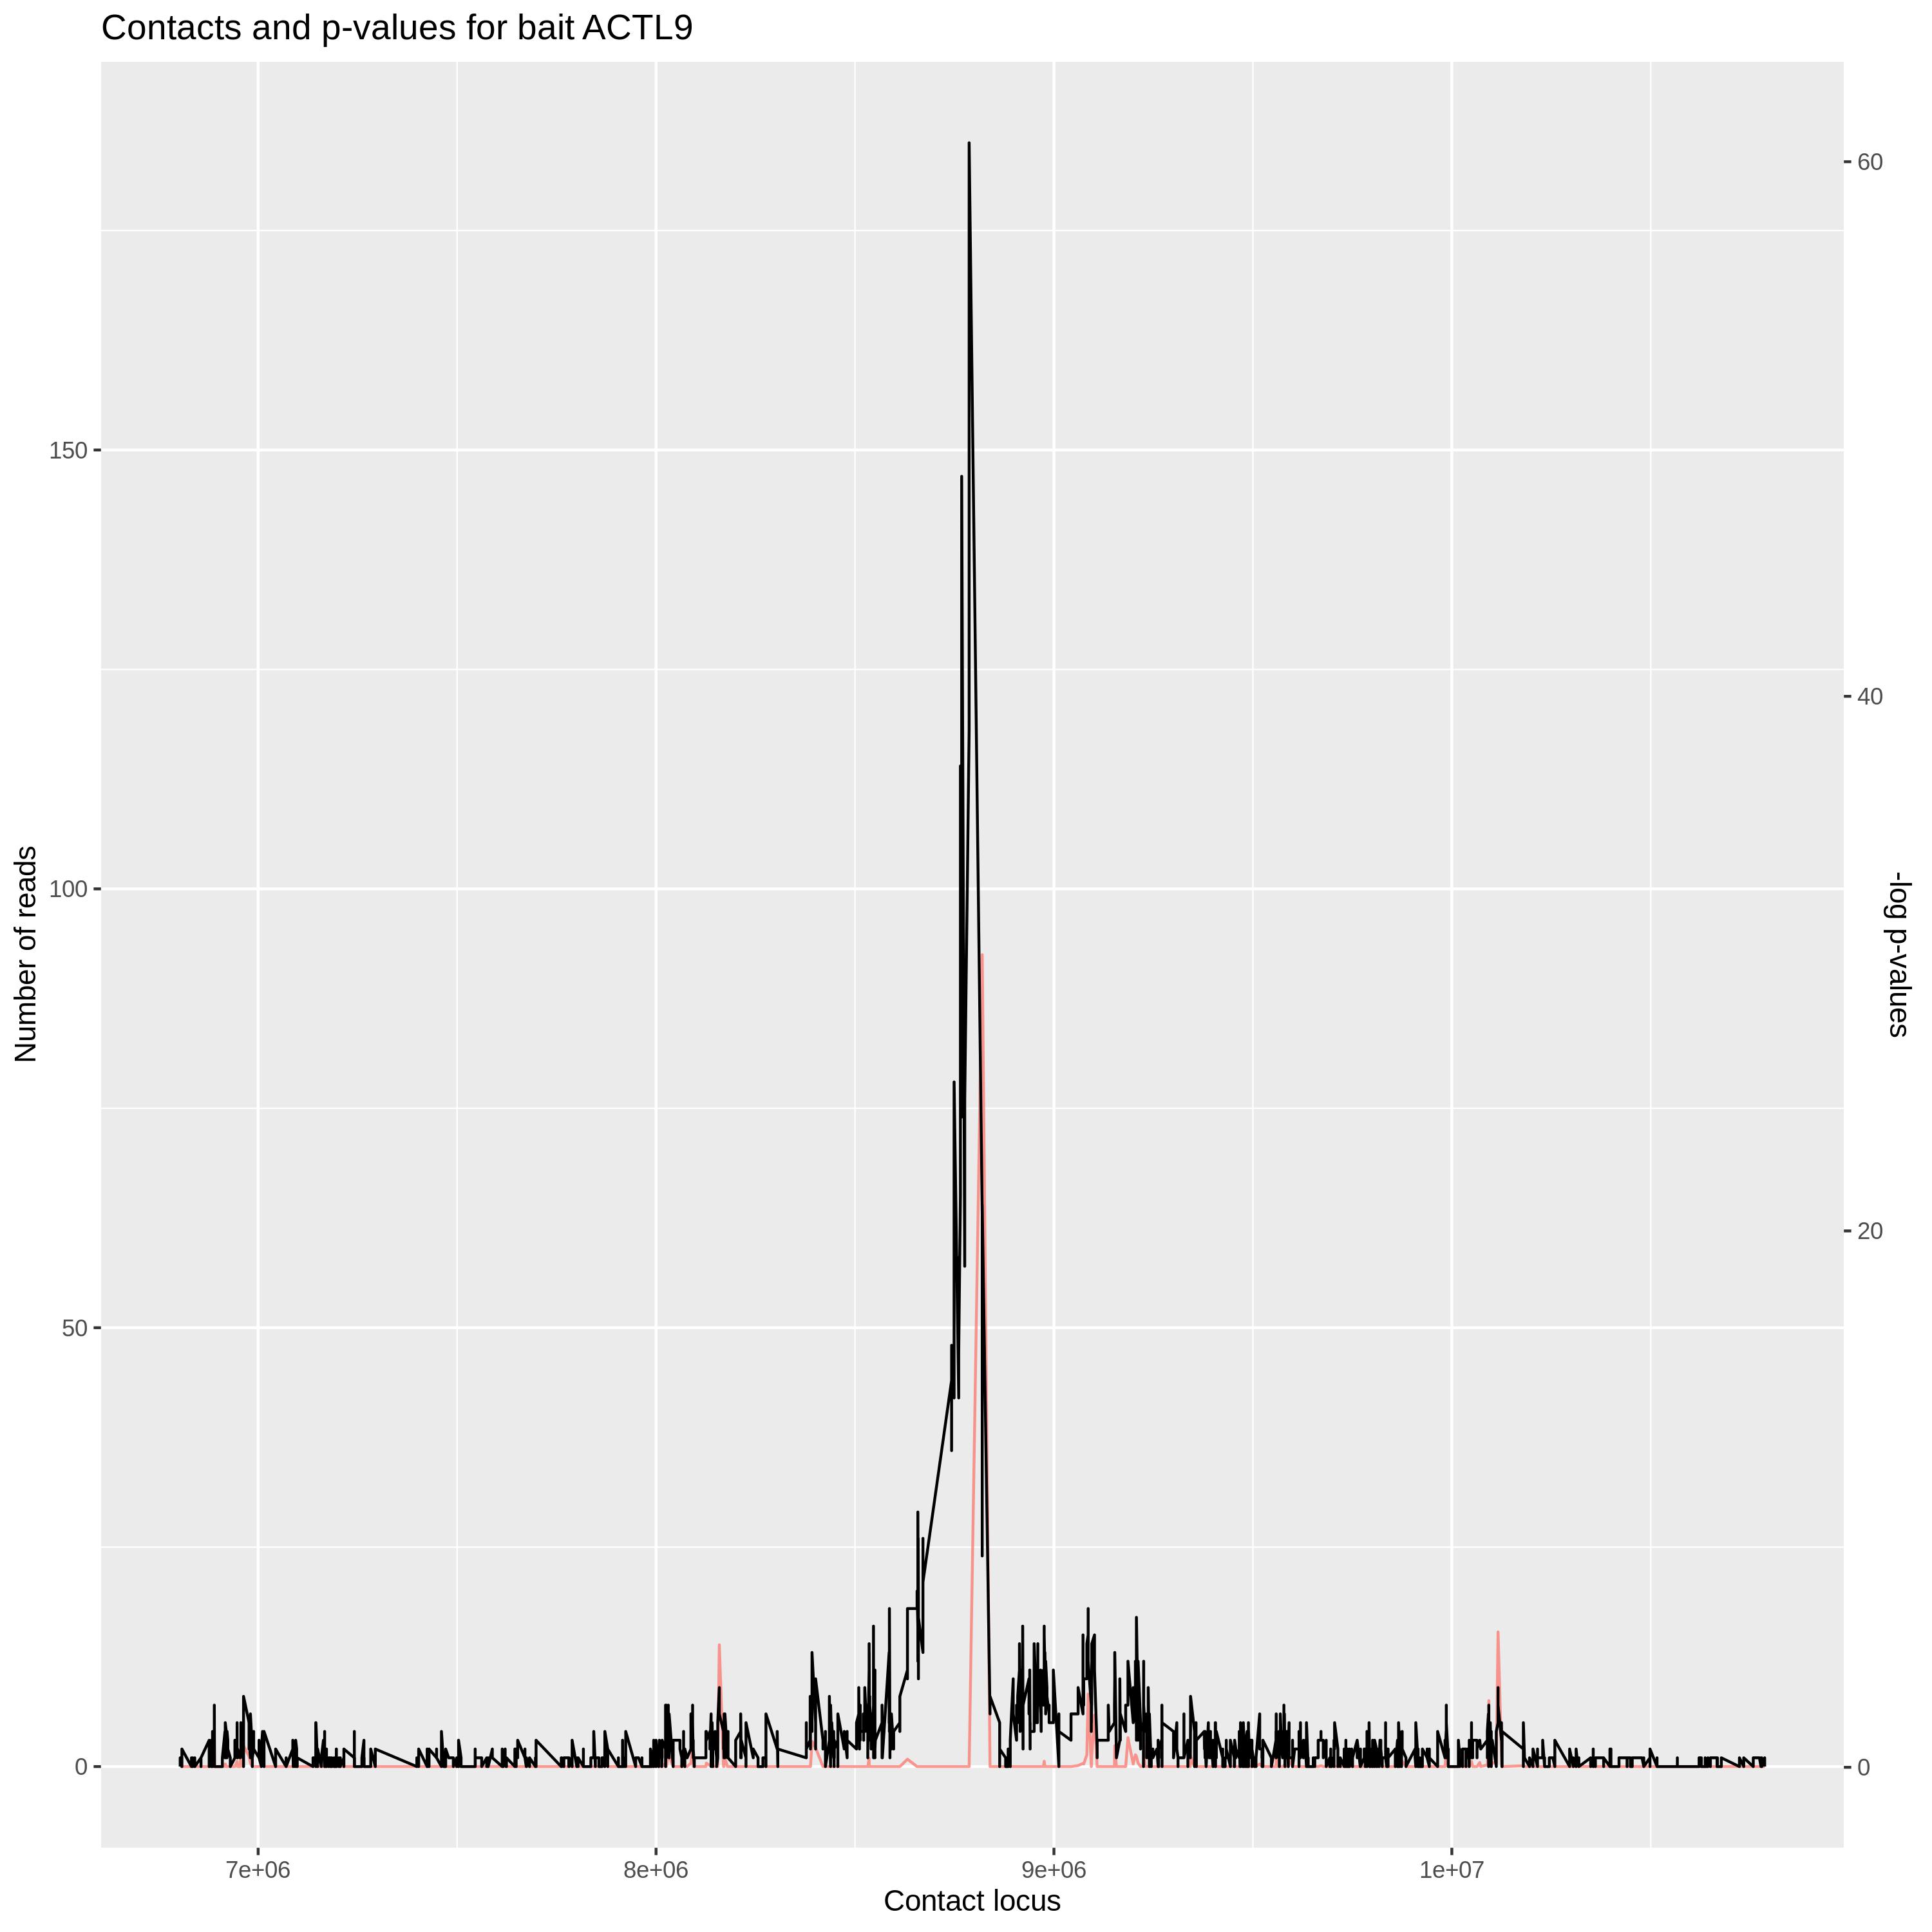 Contacts and p-values for bait ACTL9
60
150
40
100
Number of reads
-log p-values
20
50
0
0
7e+06
8e+06
9e+06
1e+07
Contact locus